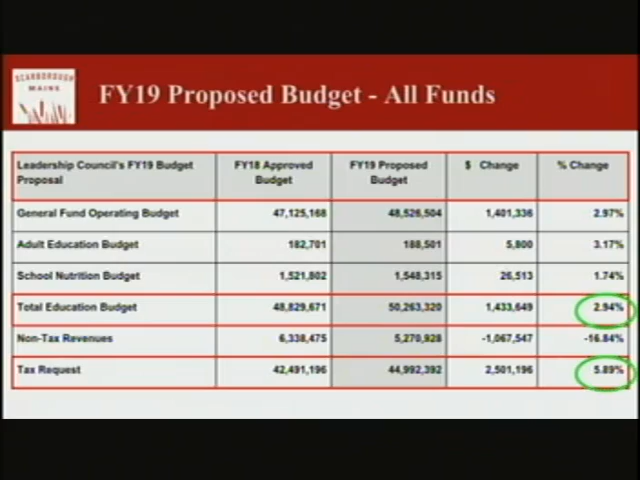 SCARBOROUGH
MAINE
FY19 Proposed Budget - All Funds
Leadership Council's FY19 Budget Proposal FY18 Approved Budget FY19 Proposed Budget $ Change % Change
General Fund Operating Budget 47,125,168 48,526,504 1,401,336 2.97%
Adult Education Budget 182,701 188,501 5,800 3.17%
School Nutrition Budget 1,521,802 1,548,315 26,513 1.74%
Total Education Budget 48,829,671 50,263,320 1,433,649 2.94%
Non-Tax Revenues 6,338,475 5,270,928 -1,067,547 -16.84%
Tax Request 42,491,196 44,992,392 2,501,196 5.89%